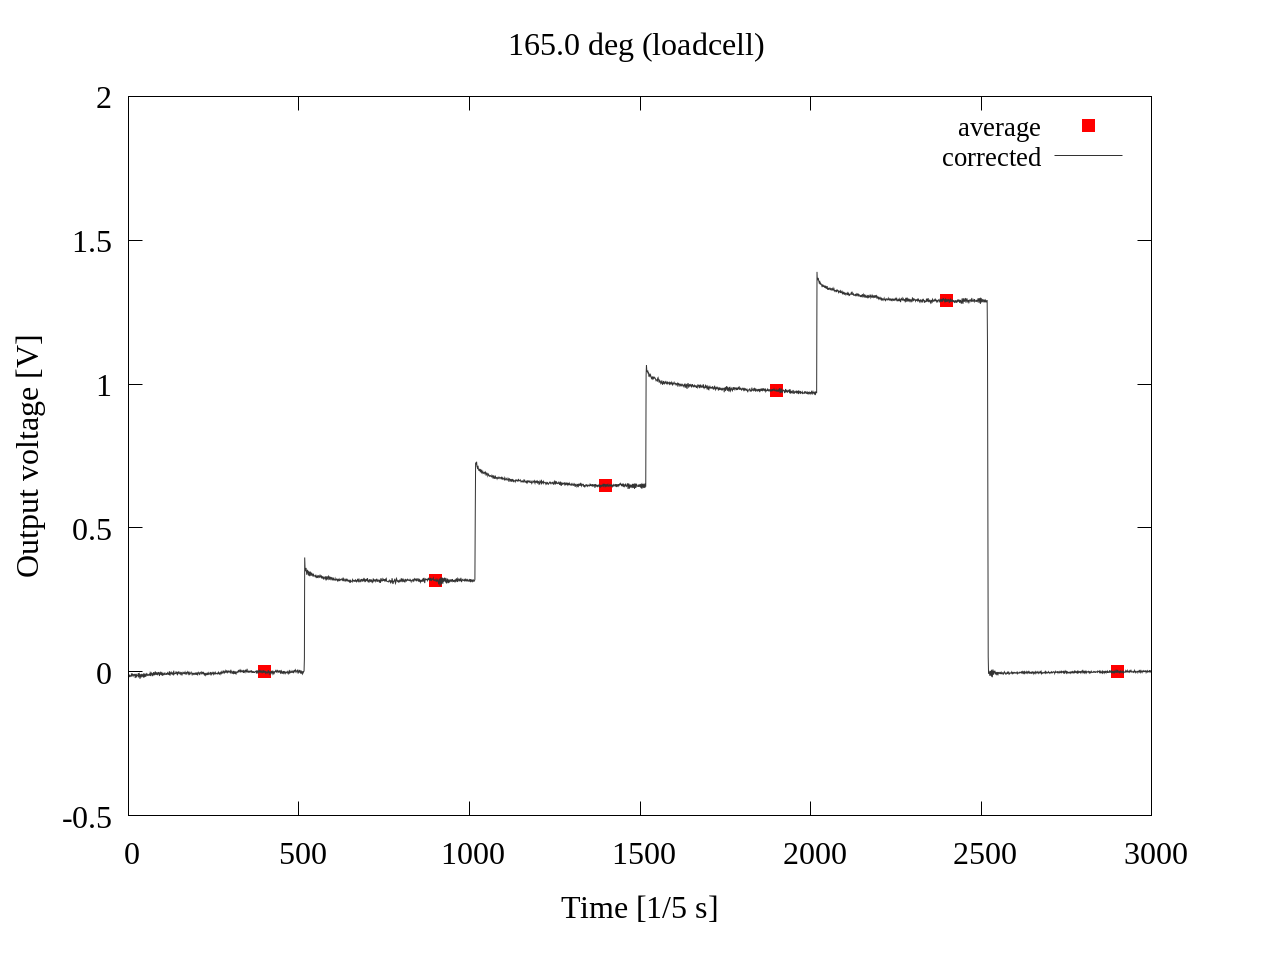 165.0 deg (loadcell)
average
corrected
2
1.5
1
0.5
0
-0.5
Output voltage [V]
0 500 1000 1500 2000 2500 3000
Time [1/5 s]